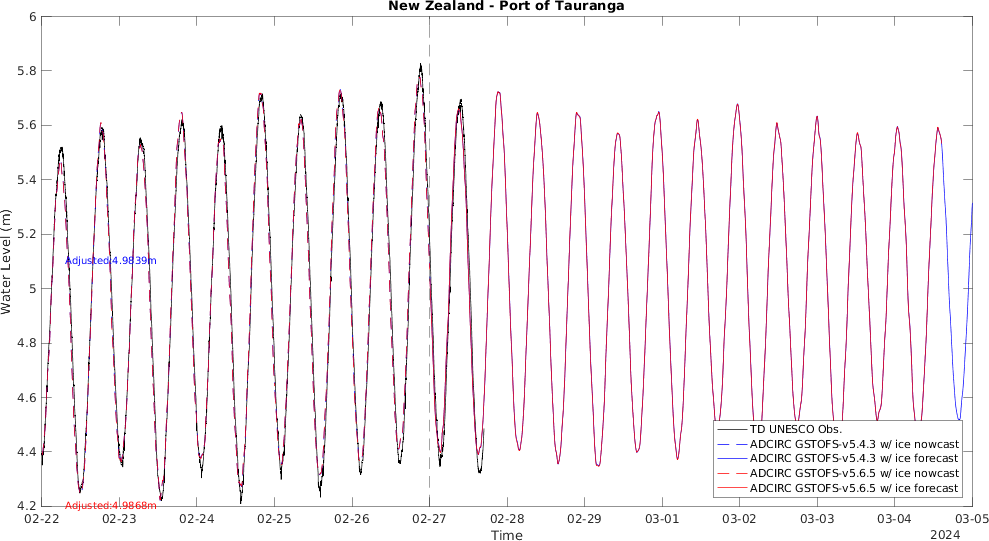 New Zealand - Port of Tauranga
6
5.8
5.6
5.4
5.2
5
4.8
4.6
4.4
4.2
Water Level (m)
Adjusted:4.9839m
Adjusted:4.9868m
TD UNESCO Obs.
ADCIRC GSTOFS-v5.4.3 w/ ice nowcast
ADCIRC GSTOFS-v5.4.3 w/ ice forecast
ADCIRC GSTOFS-v5.6.5 w/ ice nowcast
ADCIRC GSTOFS-v5.6.5 w/ ice forecast
02-22 02-23 02-24 02-25 02-26 02-27 02-28 02-29 03-01 03-02 03-03 03-04 03-05
Time
2024